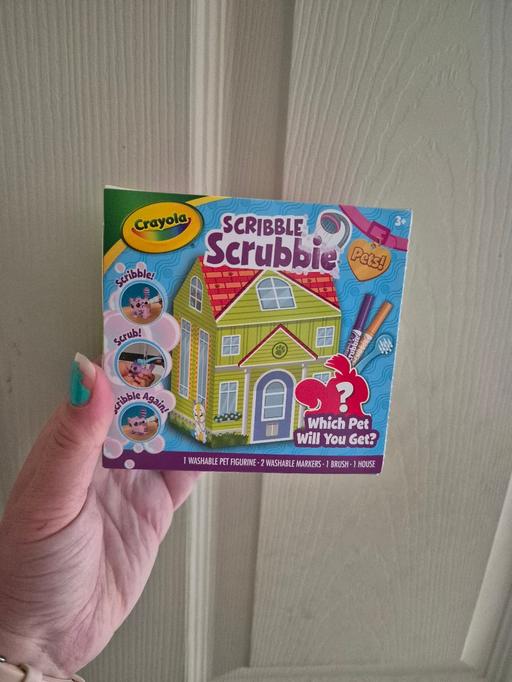 Crayola
SCRIBBLE
Scrubbie
3+
Pets!
Scribble!
Scrub!
Scribble Again!
?
Which Pet
Will You Get?
1 WASHABLE PET FIGURINE • 2 WASHABLE MARKERS • 1 BRUSH • 1 HOUSE